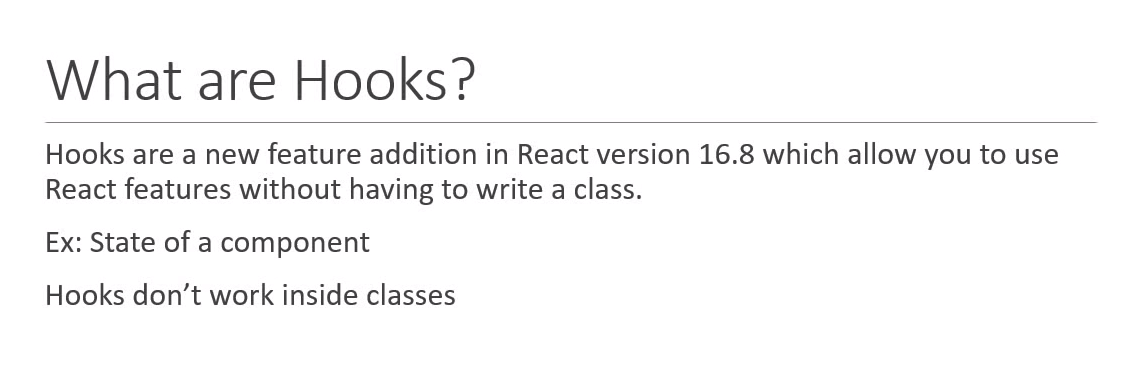 What are Hooks?
Hooks are a new feature addition in React version 16.8 which allow you to use
React features without having to write a class.
Ex: State of a component
Hooks don’t work inside classes